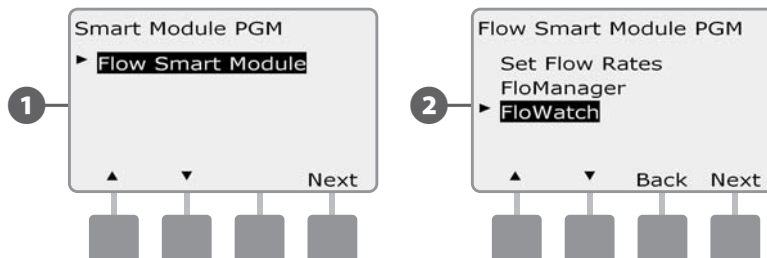 Smart Module PGM
Flow Smart Module
1
Next
Flow Smart Module PGM
Set Flow Rates
FloManager
FloWatch
2
Back Next